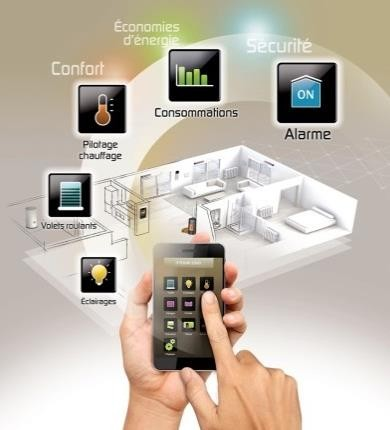 Économies
d'énergie
Sécurité
Confort
ON
Consommations
Alarme
Pilotage
chauffage
Volets roulants
Éclairages